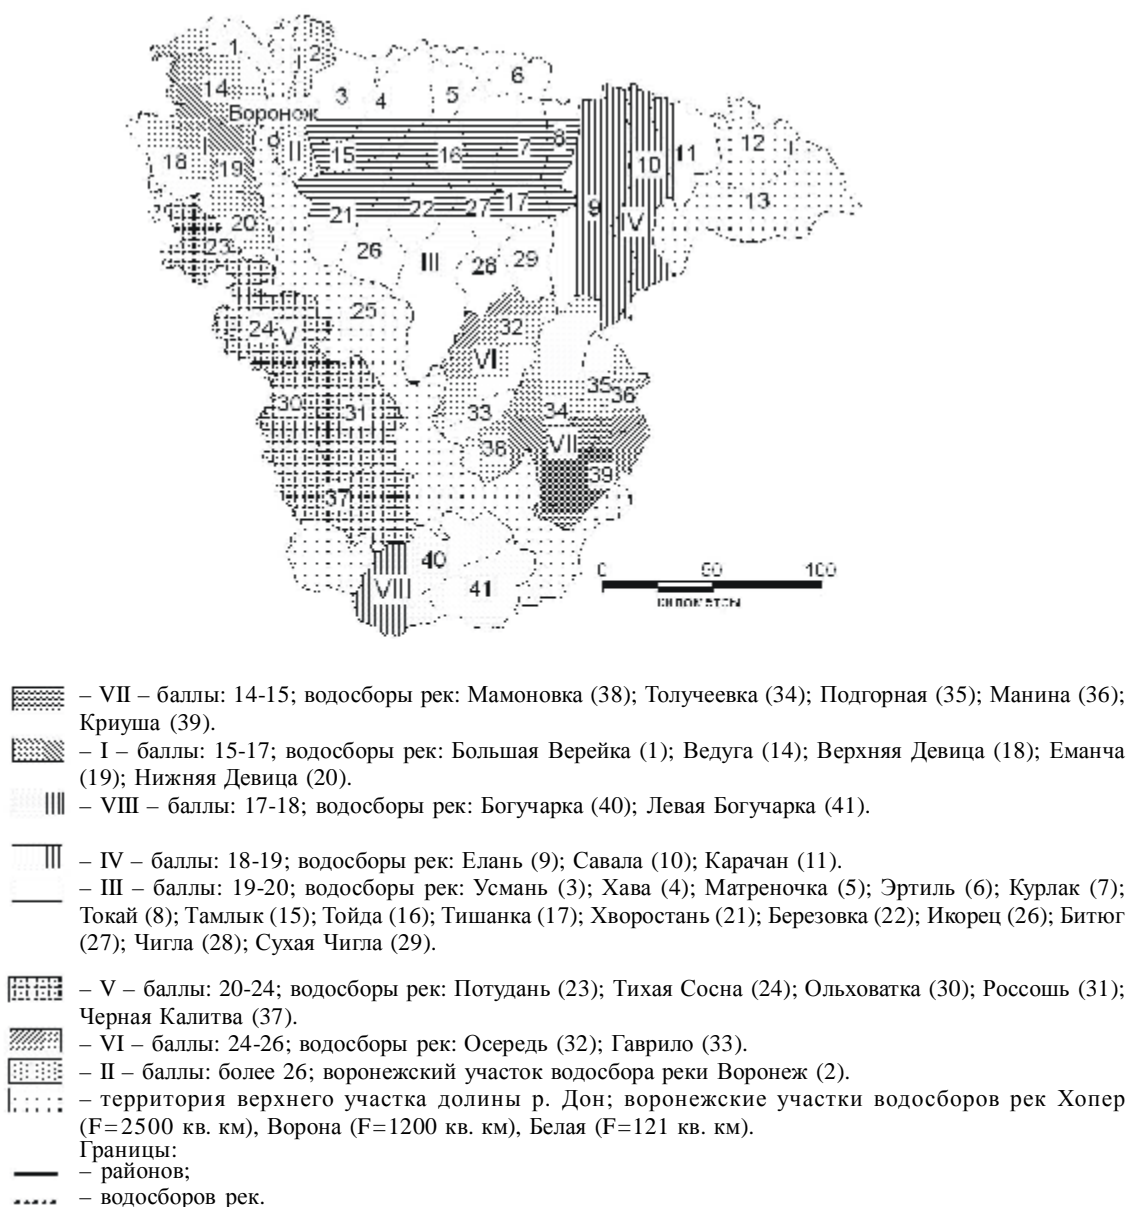 1
2
14
3
4
5
6
Воронеж
II
8
12
I
I
18
19
15
16
7
10
11
13
9
IV
20
21
22
27
17
23
26
III
28
29
25
24
V
32
VI
35
36
30
31
33
34
38
VII
39
37
40
41
VIII
0
50
100
километры
– VII – баллы: 14-15; водосборы рек: Мамоновка (38); Толучеевка (34); Подгорная (35); Манина (36);
Криуша (39).
– I – баллы: 15-17; водосборы рек: Большая Верейка (1); Ведуга (14); Верхняя Девица (18); Еманча
(19); Нижняя Девица (20).
– VIII – баллы: 17-18; водосборы рек: Богучарка (40); Левая Богучарка (41).
– IV – баллы: 18-19; водосборы рек: Елань (9); Савала (10); Карачан (11).
– III – баллы: 19-20; водосборы рек: Усмань (3); Хава (4); Матреночка (5); Эртиль (6); Курлак (7);
Токай (8); Тамлык (15); Тойда (16); Тишанка (17); Хворостань (21); Березовка (22); Икорец (26); Битюг
(27); Чигла (28); Сухая Чигла (29).
– V – баллы: 20-24; водосборы рек: Потудань (23); Тихая Сосна (24); Ольховатка (30); Россошь (31);
Черная Калитва (37).
– VI – баллы: 24-26; водосборы рек: Осередь (32); Гаврило (33).
– II – баллы: более 26; воронежский участок водосбора реки Воронеж (2).
– территория верхнего участка долины р. Дон; воронежские участки водосборов рек Хопер
(F=2500 кв. км), Ворона (F=1200 кв. км), Белая (F=121 кв. км).
Границы:
– районов;
– водосборов рек.